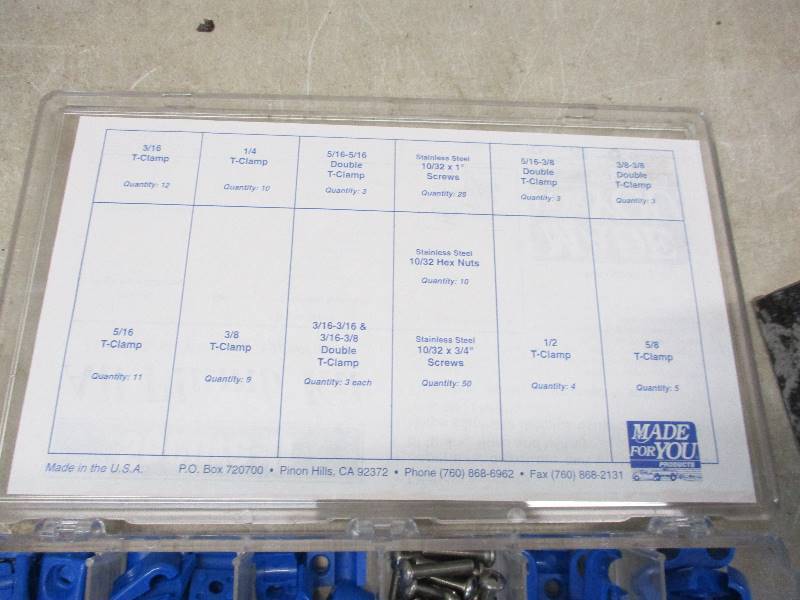 3/16
T-Clamp
Quantity: 12
1/4
T-Clamp
Quantity: 10
5/16-5/16
Double
T-Clamp
Quantity: 3
Stainless Steel
10/32 x 1"
Screws
Quantity: 25
5/16-3/8
Double
T-Clamp
Quantity: 3
3/8-3/8
Double
T-Clamp
Quantity: 3
Stainless Steel
10/32 Hex Nuts
Quantity: 10
5/16
T-Clamp
Quantity: 11
3/8
T-Clamp
Quantity: 9
3/16-3/16 &
3/16-3/8
Double
T-Clamp
Quantity: 3 each
Stainless Steel
10/32 x 3/4"
Screws
Quantity: 50
1/2
T-Clamp
Quantity: 4
5/8
T-Clamp
Quantity: 5
MADE
FOR YOU
PRODUCTS
Made in the U.S.A.
P.O. Box 720700 • Pinon Hills, CA 92372 • Phone (760) 868-6962 • Fax (760) 868-2131